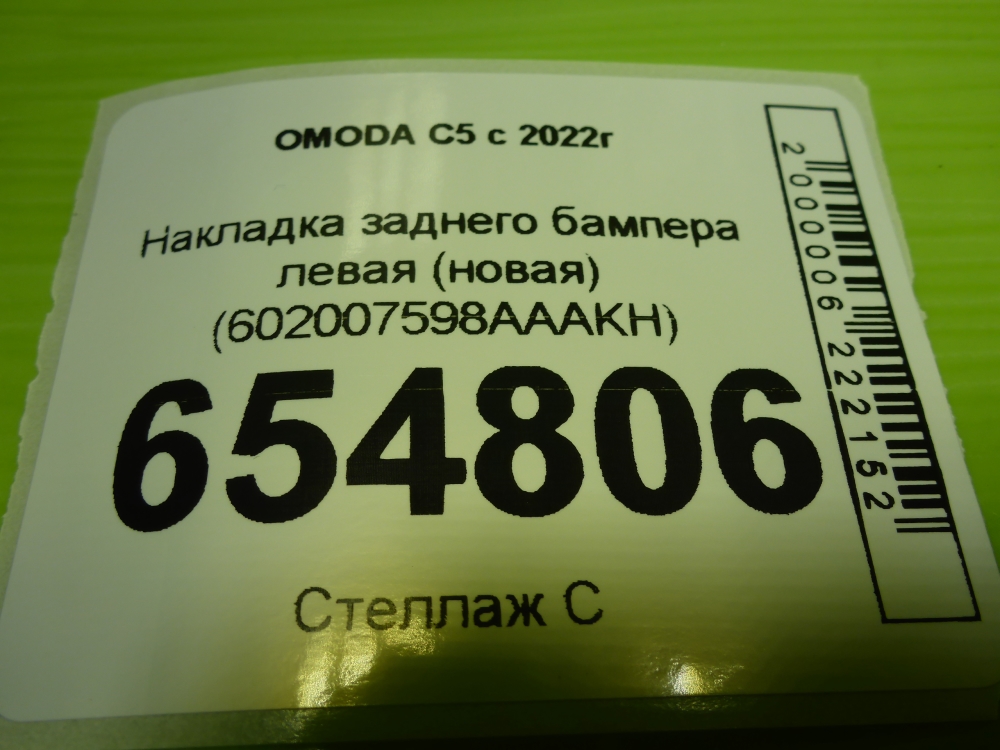 OMODA C5 с 2022г
Накладка заднего бампера
левая (новая)
(602007598AAAKH)
654806
Стеллаж С
2000006222152